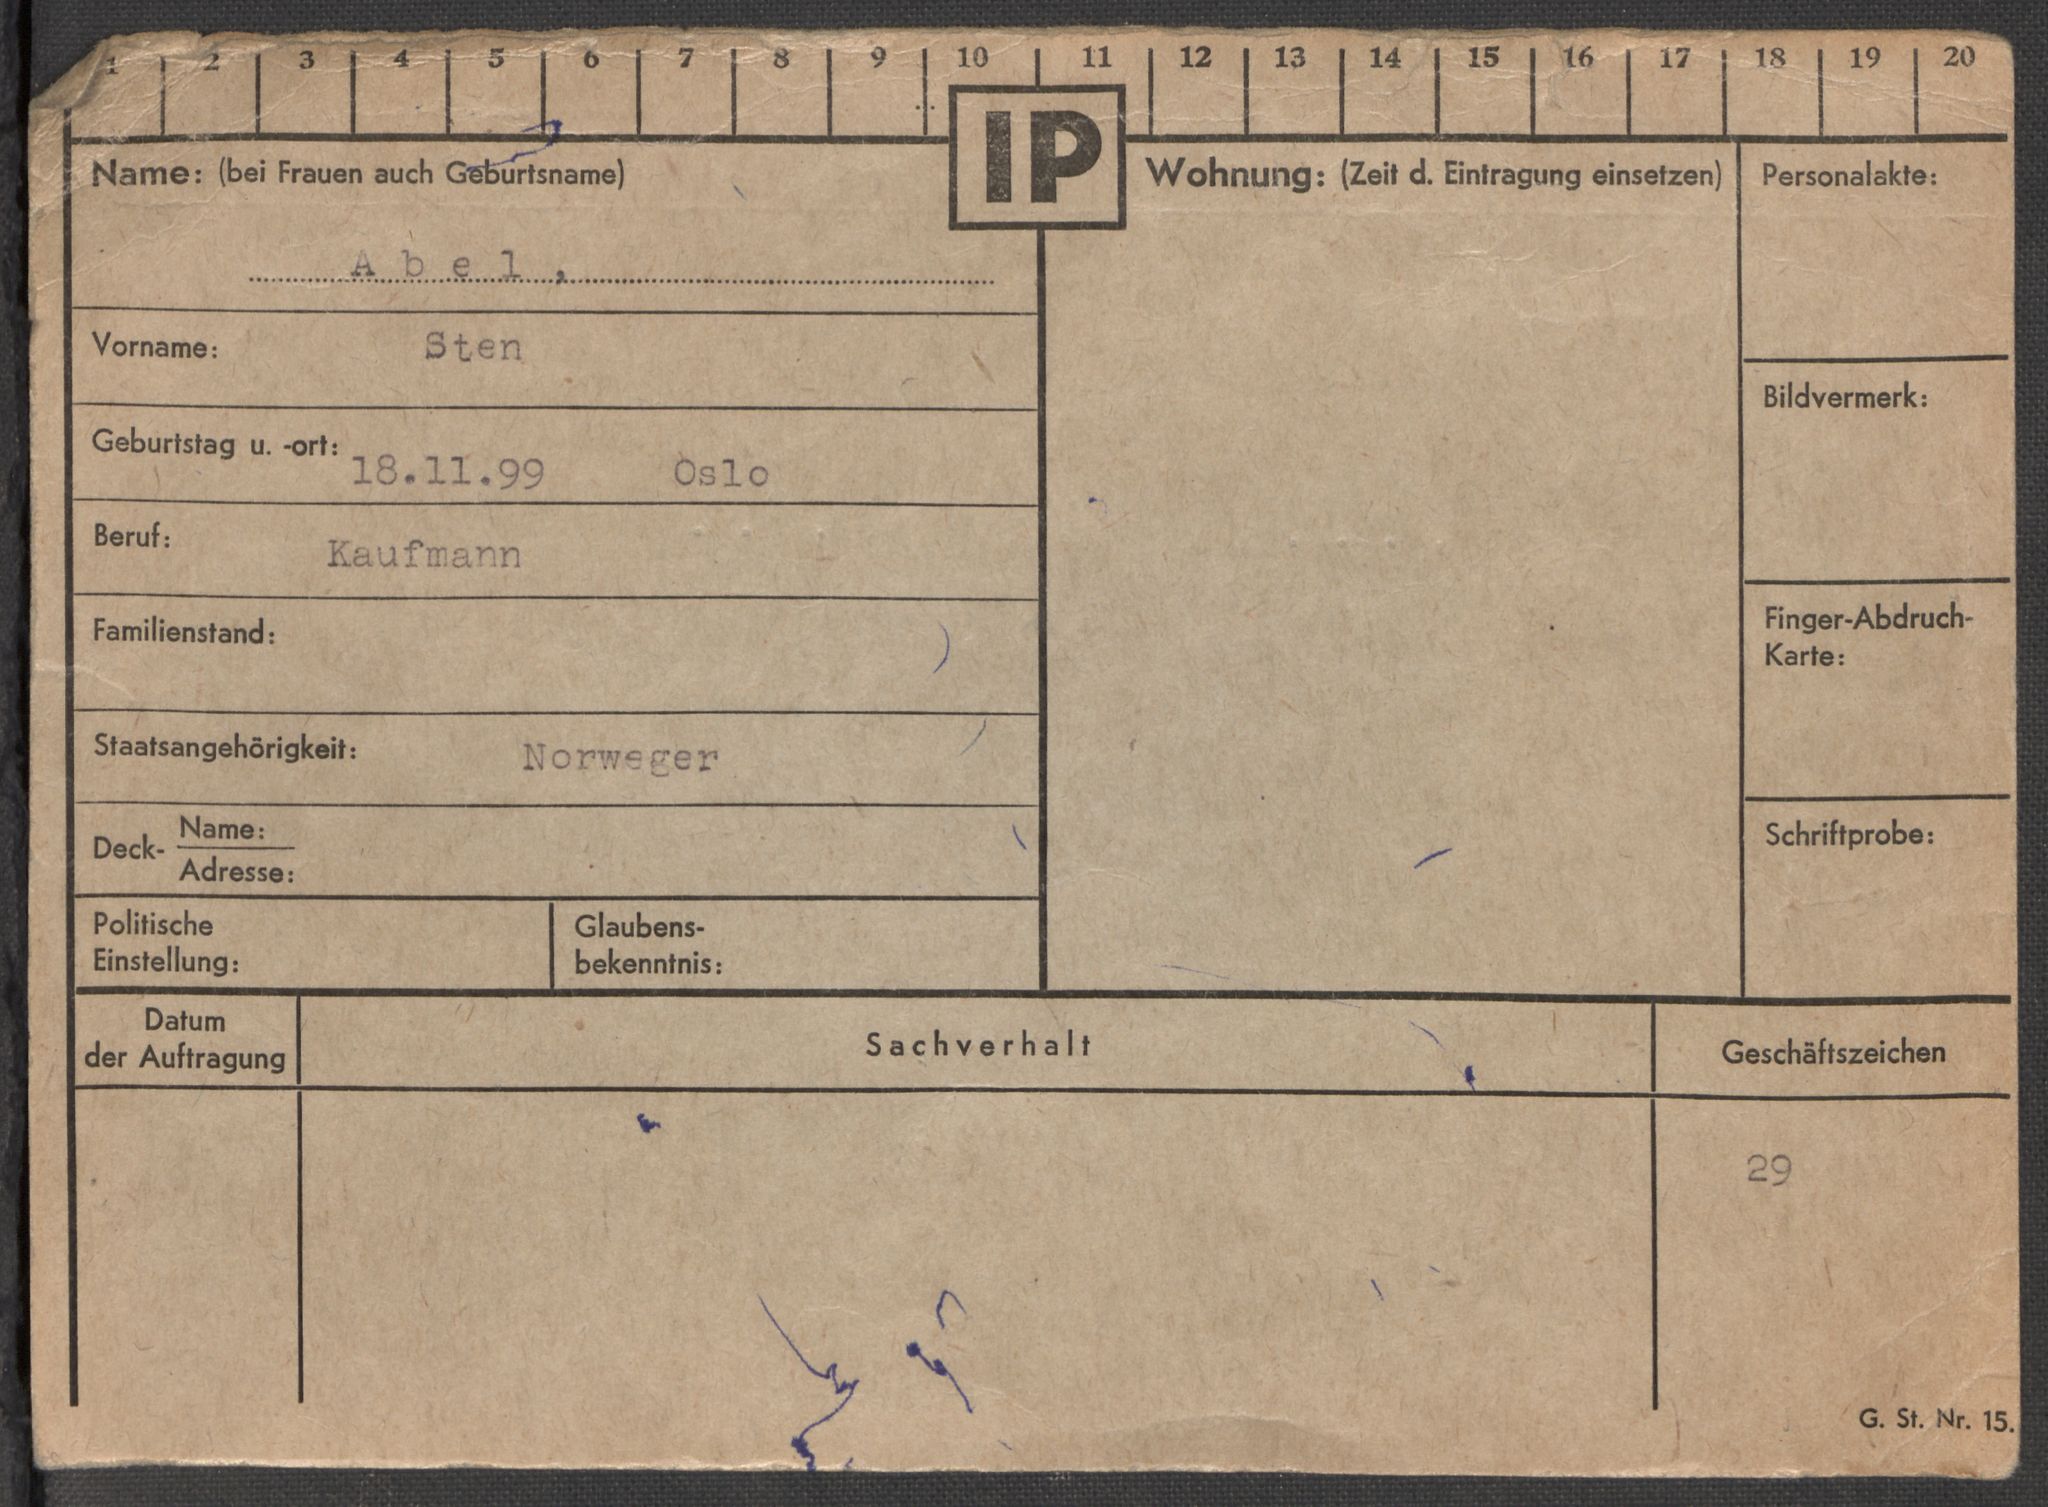 1 2 3 4 5 6 7 8 9 10 11 12 13 14 15 16 17 18 19 20
IP
Name: (bei Frauen auch Geburtsname)
Abel,
Vorname: Sten
Geburtstag u. -ort: 18.11.99 Oslo
Beruf: Kaufmann
Familienstand:
Staatsangehörigkeit: Norweger
Deck- Name:
Adresse:
Politische
Einstellung:
Glaubens-
bekenntnis:
Wohnung: (Zeit d. Eintragung einsetzen)
Personalakte:
Bildvermerk:
Finger-Abdruch-
Karte:
Schriftprobe:
Datum
der Auftragung
Sachverhalt
Geschäftszeichen
29
G. St. Nr. 15.